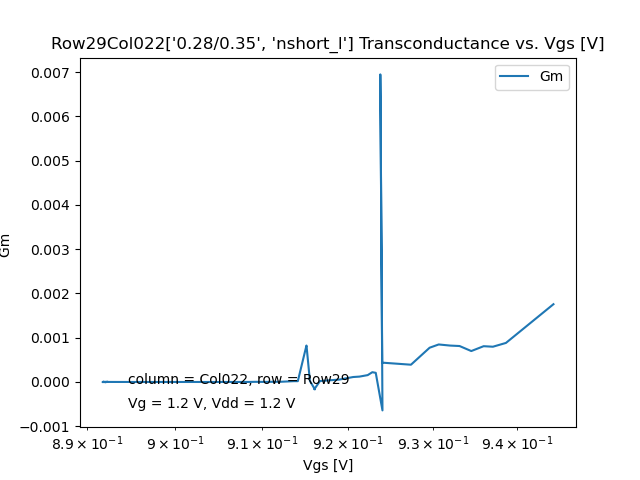 Row29Col022['0.28/0.35', 'nshort_l'] Transconductance vs. Vgs [V]
Gm
0.007
0.006
0.005
0.004
0.003
0.002
0.001
0.000
−0.001
Gm
column = Col022, row = Row29
Vg = 1.2 V, Vdd = 1.2 V
8.9 × 10⁻¹ 9 × 10⁻¹ 9.1 × 10⁻¹ 9.2 × 10⁻¹ 9.3 × 10⁻¹ 9.4 × 10⁻¹
Vgs [V]